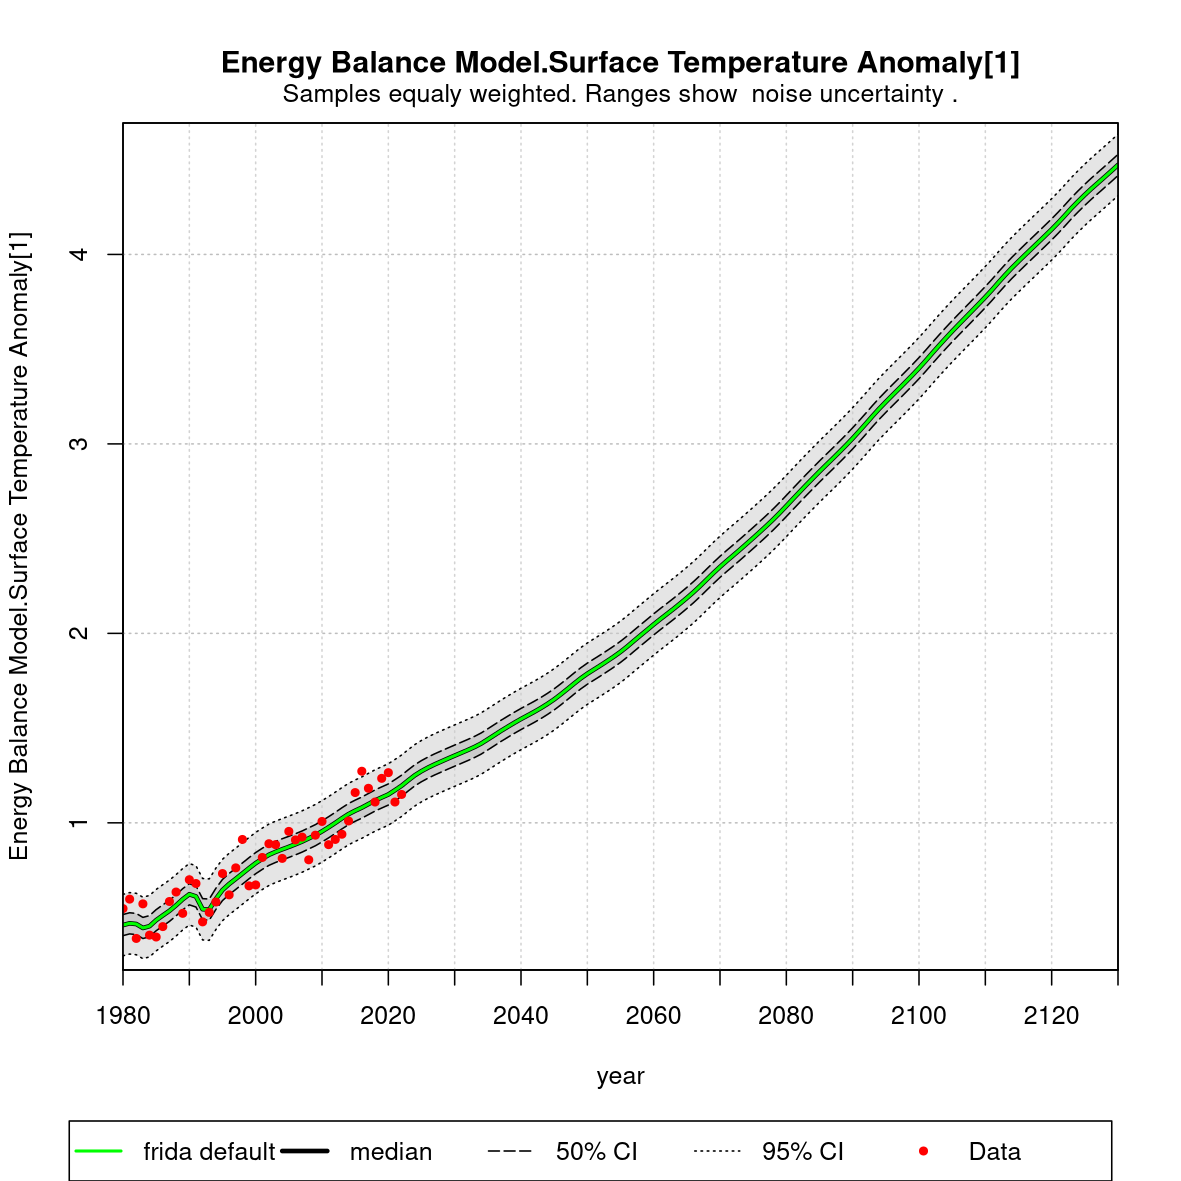 Energy Balance Model.Surface Temperature Anomaly[1]
Samples equaly weighted. Ranges show  noise uncertainty .
Energy Balance Model.Surface Temperature Anomaly[1]
4
3
2
1
1980 2000 2020 2040 2060 2080 2100 2120
year
frida default median 50% CI 95% CI Data